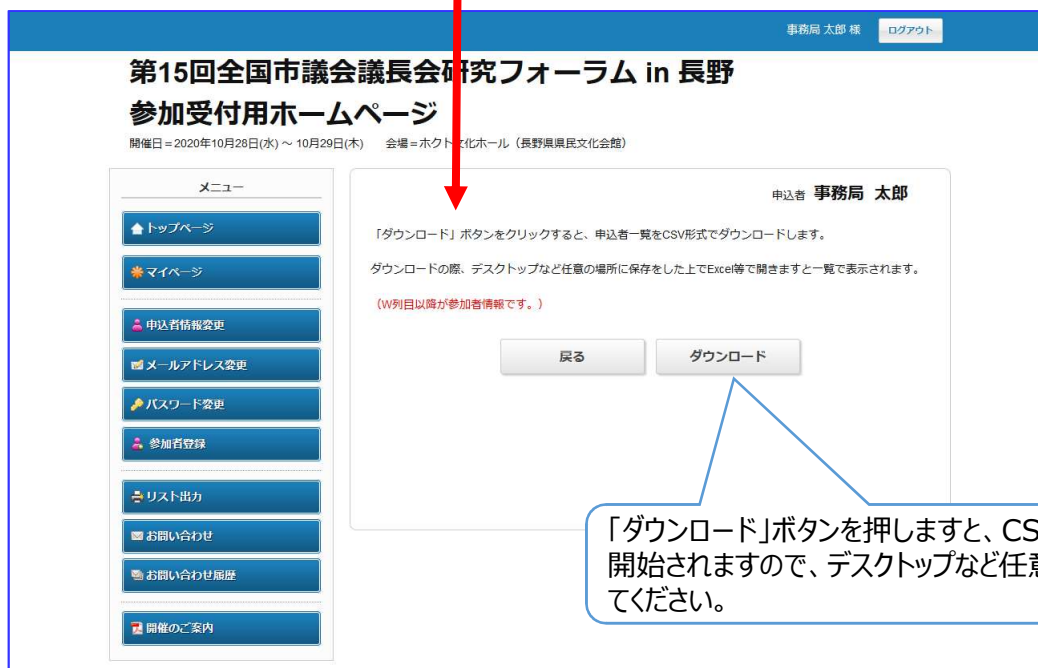 事務局 太郎 様
ログアウト
第15回全国市議会議長会研究フォーラム in 長野
参加受付用ホームページ
開催日＝2020年10月28日(水) ～ 10月29日(木) 会場＝ホクト文化ホール（長野県県民文化会館）
メニュー
トップページ
マイページ
申込者情報変更
メールアドレス変更
パスワード変更
参加者登録
リスト出力
お問い合わせ
お問い合わせ履歴
開催のご案内
申込者 事務局 太郎
「ダウンロード」ボタンをクリックすると、申込者一覧をCSV形式でダウンロードします。
ダウンロードの際、デスクトップなど任意の場所に保存をした上でExcel等で開きますと一覧で表示されます。
（W列目以降が参加者情報です。）
戻る
ダウンロード
「ダウンロード」ボタンを押しますと、CS
開始されますので、デスクトップなど任意
てください。